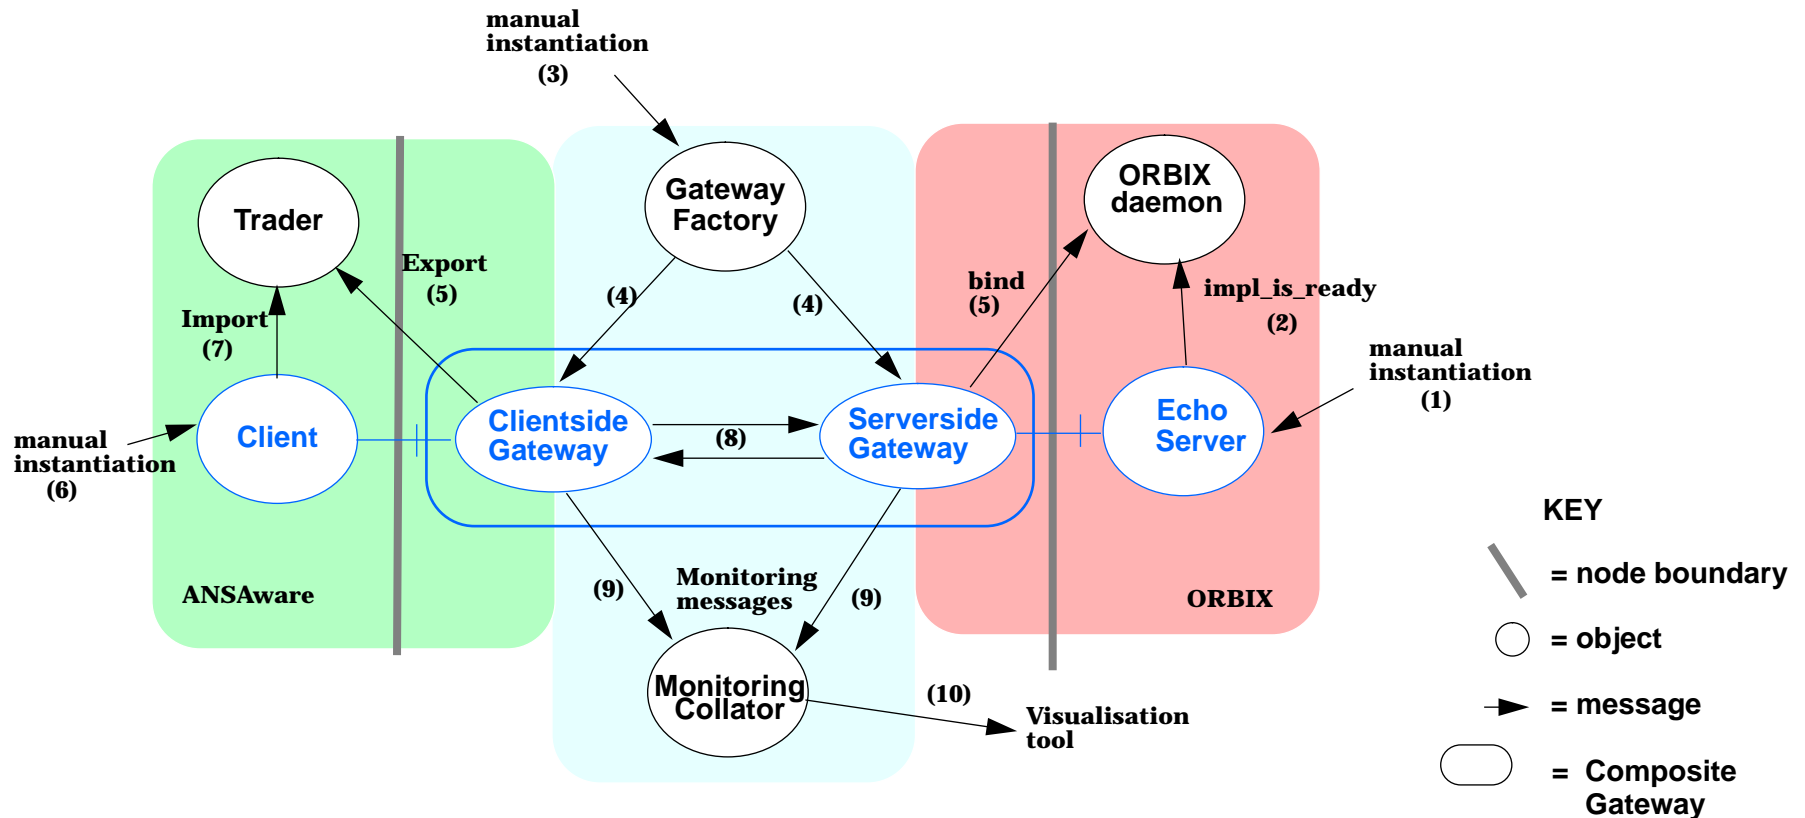 manual
instantiation
(3)
Gateway
Factory
ORBIX
daemon
Trader
Export
(5)
(4)
(4)
bind
(5)
impl_is_ready
(2)
Import
(7)
manual
instantiation
(1)
Client
Clientside
Gateway
(8)
Serverside
Gateway
Echo
Server
manual
instantiation
(6)
ANSAware
(9)
Monitoring
messages
(9)
ORBIX
Monitoring
Collator
(10)
Visualisation
tool
KEY
= node boundary
= object
= message
= Composite
Gateway